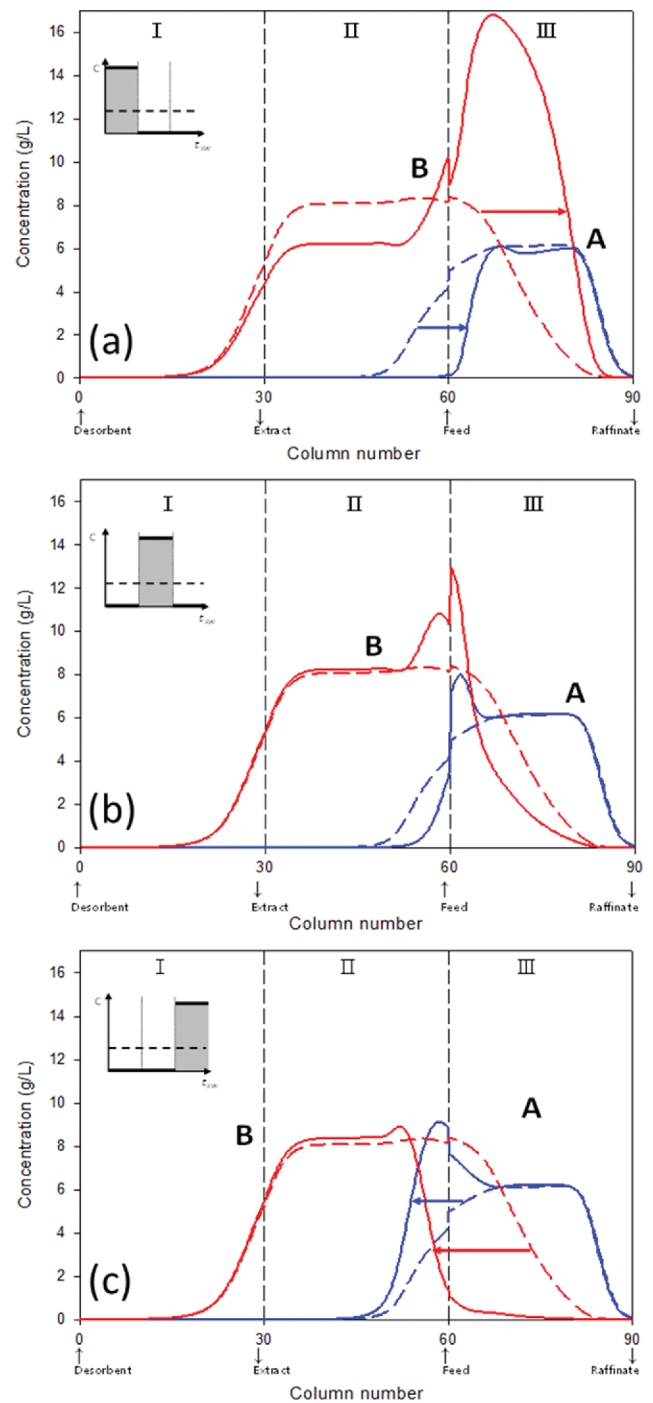 I II III
16
14
12
10
8
6
4
2
0
Concentration (g/L)
C
t_SW
B
A
(a)
0 30 60 90
↑ ↓ ↑ ↓
Desorbent Extract Feed Raffinate
Column number
I II III
16
14
12
10
8
6
4
2
0
Concentration (g/L)
C
t_SW
B
A
(b)
0 30 60 90
↑ ↓ ↑ ↓
Desorbent Extract Feed Raffinate
Column number
I II III
16
14
12
10
8
6
4
2
0
Concentration (g/L)
C
t_SW
B
A
(c)
0 30 60 90
↑ ↓ ↑ ↓
Desorbent Extract Feed Raffinate
Column number